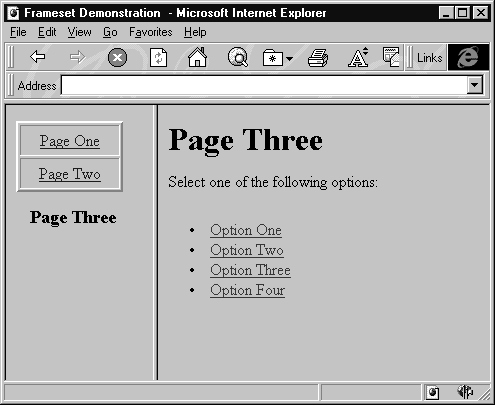 Frameset Demonstration - Microsoft Internet Explorer
File Edit View Go Favorites Help
Links
Address
Page One
Page Two
Page Three
Page Three
Select one of the following options:
• Option One
• Option Two
• Option Three
• Option Four